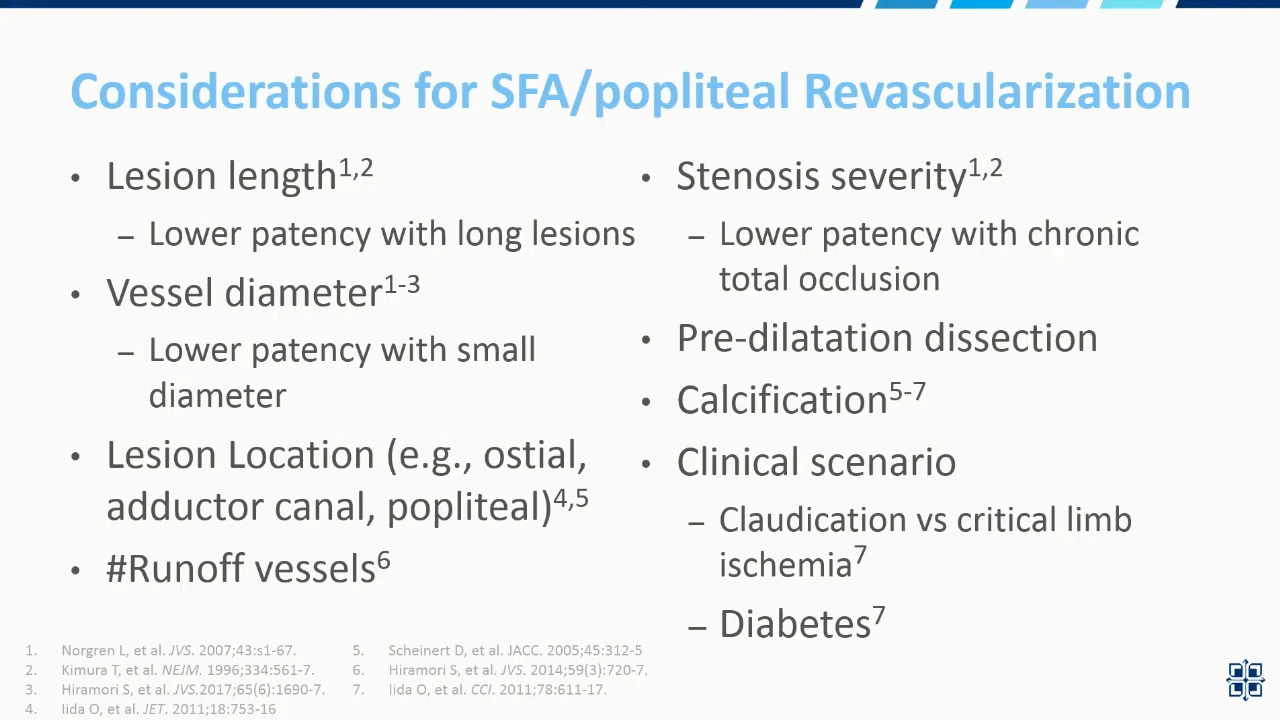 Considerations for SFA/popliteal Revascularization
• Lesion length1,2
– Lower patency with long lesions
• Vessel diameter1-3
– Lower patency with small
diameter
• Lesion Location (e.g., ostial,
adductor canal, popliteal)4,5
• #Runoff vessels6
• Stenosis severity1,2
– Lower patency with chronic
total occlusion
• Pre-dilatation dissection
• Calcification5-7
• Clinical scenario
– Claudication vs critical limb
ischemia7
– Diabetes7
1. Norgren L, et al. JVS. 2007;43:s1-67.
2. Kimura T, et al. NEJM. 1996;334:561-7.
3. Hiramori S, et al. JVS.2017;65(6):1690-7.
4. Iida O, et al. JET. 2011;18:753-16
5. Scheinert D, et al. JACC. 2005;45:312-5
6. Hiramori S, et al. JVS. 2014;59(3):720-7.
7. Iida O, et al. CCI. 2011;78:611-17.